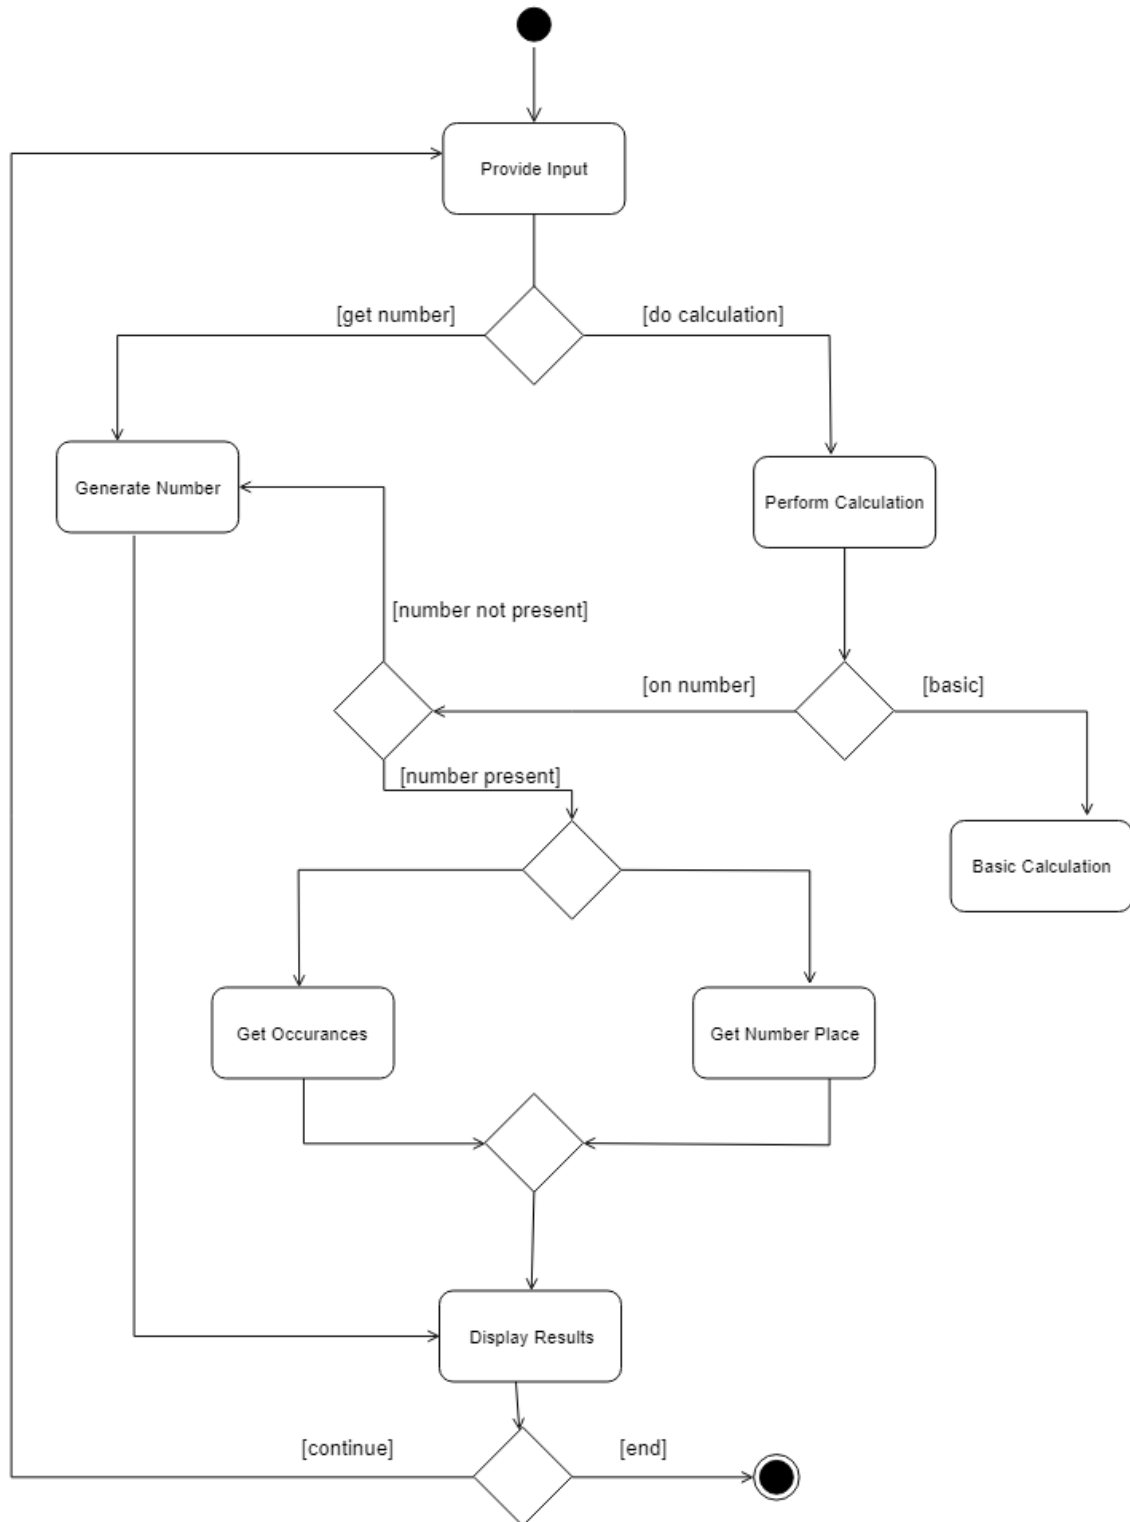 Provide Input
[get number]
[do calculation]
Generate Number
Perform Calculation
[number not present]
[on number]
[basic]
[number present]
Basic Calculation
Get Occurances
Get Number Place
Display Results
[continue]
[end]